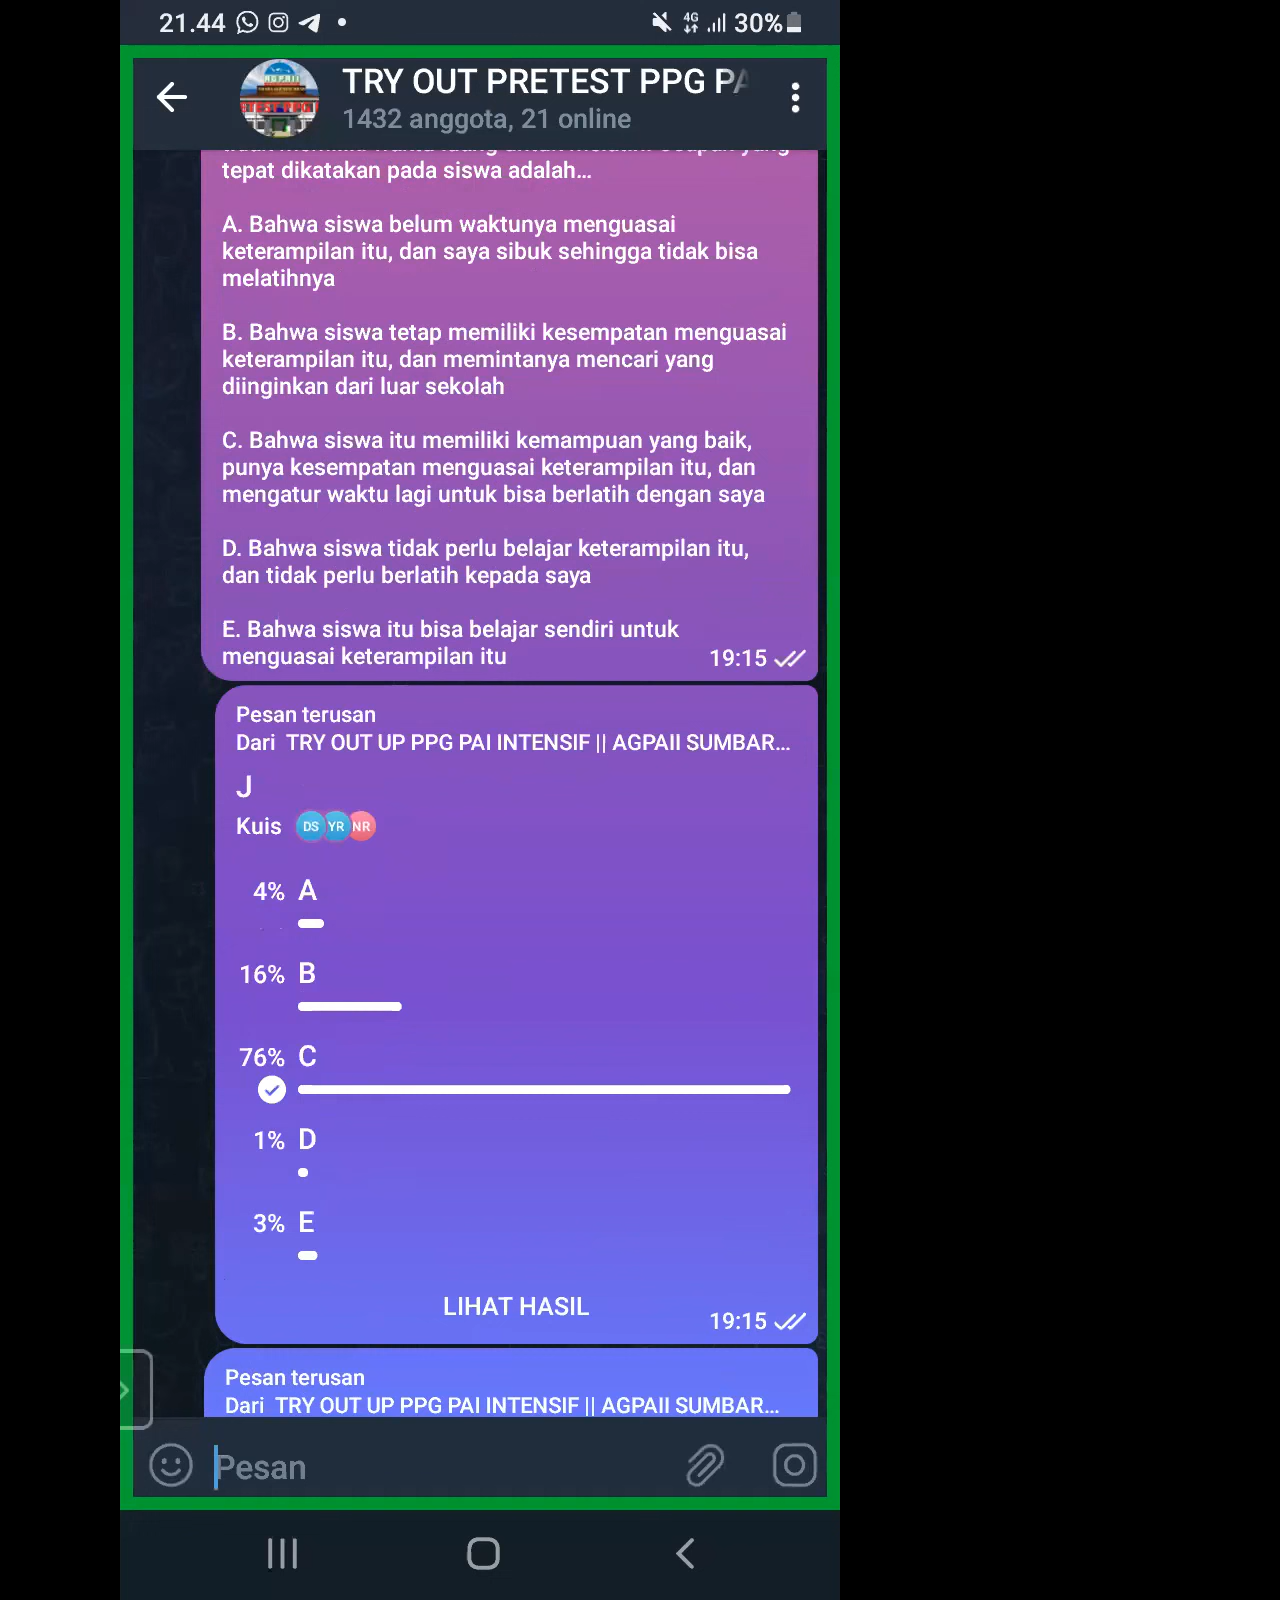 21.44
4G
30%
TRY OUT PRETEST PPG PA
1432 anggota, 21 online
tepat dikatakan pada siswa adalah...
A. Bahwa siswa belum waktunya menguasai
keterampilan itu, dan saya sibuk sehingga tidak bisa
melatihnya
B. Bahwa siswa tetap memiliki kesempatan menguasai
keterampilan itu, dan memintanya mencari yang
diinginkan dari luar sekolah
C. Bahwa siswa itu memiliki kemampuan yang baik,
punya kesempatan menguasai keterampilan itu, dan
mengatur waktu lagi untuk bisa berlatih dengan saya
D. Bahwa siswa tidak perlu belajar keterampilan itu,
dan tidak perlu berlatih kepada saya
E. Bahwa siswa itu bisa belajar sendiri untuk
menguasai keterampilan itu
19:15
Pesan terusan
Dari TRY OUT UP PPG PAI INTENSIF || AGPAII SUMBAR...
J
Kuis DS YR NR
4% A
16% B
76% C
1% D
3% E
LIHAT HASIL
19:15
Pesan terusan
Dari TRY OUT UP PPG PAI INTENSIF || AGPAII SUMBAR...
Pesan